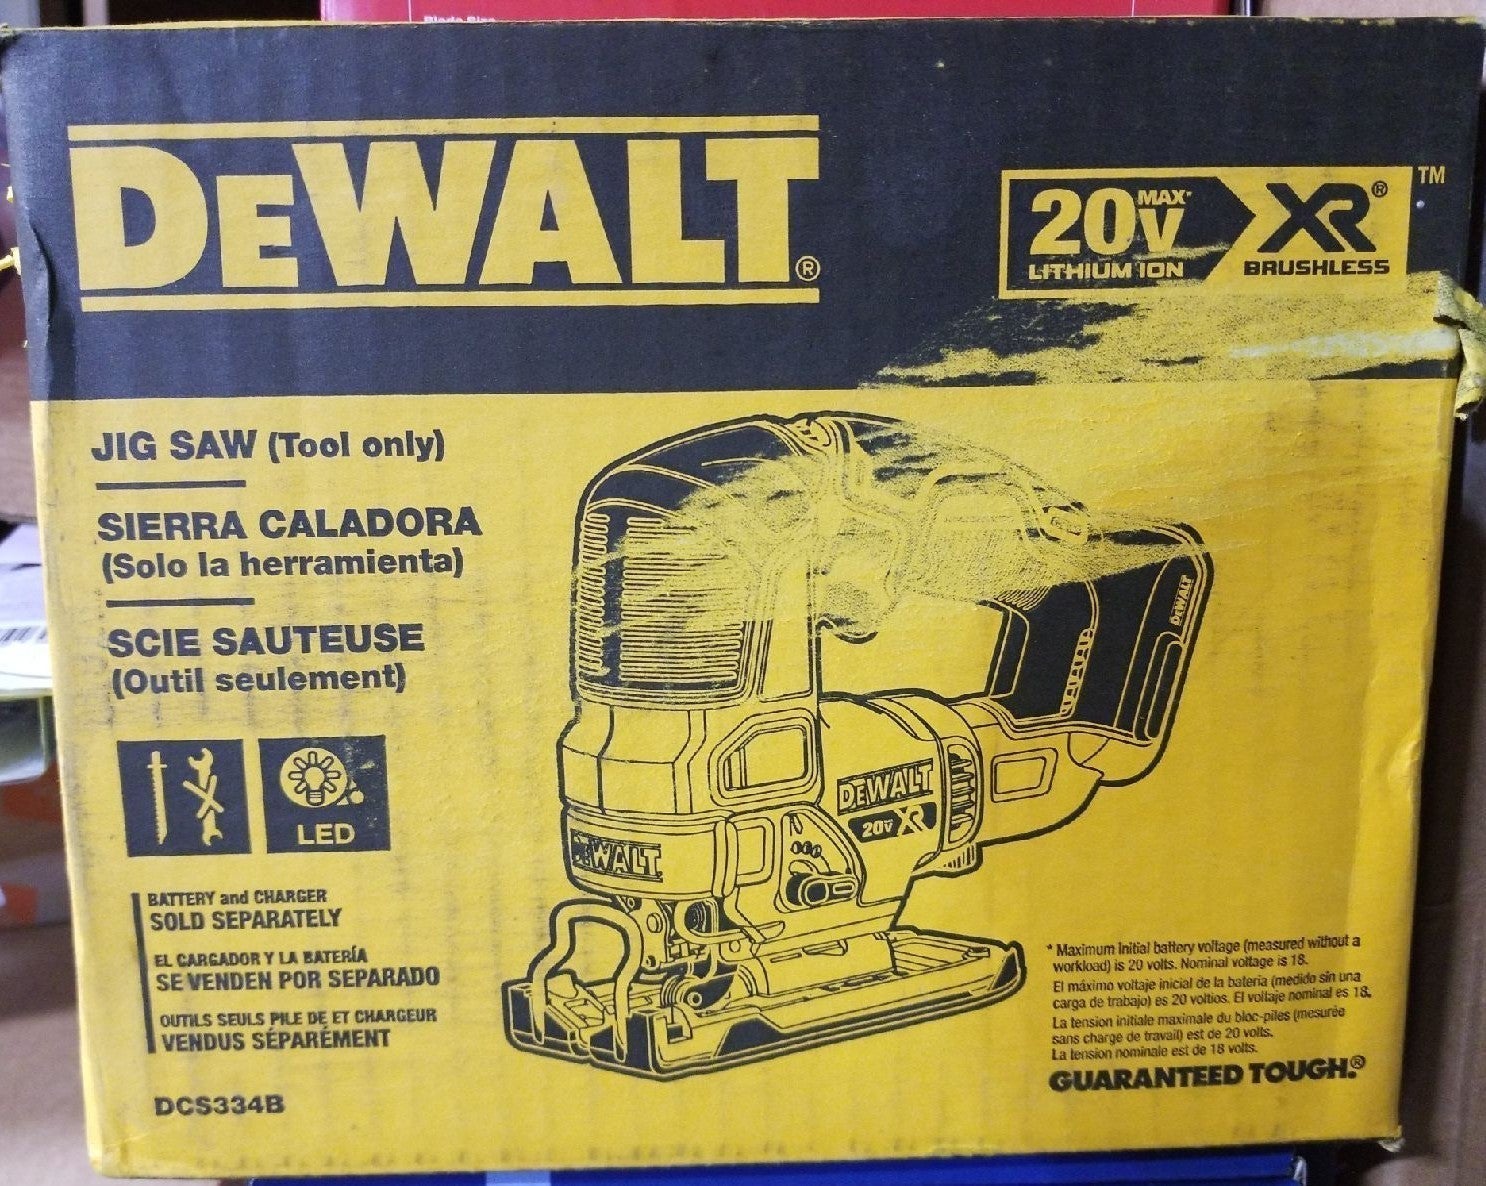 Blade Size
DEWALT®
20V MAX* XR® ™
LITHIUM ION BRUSHLESS
JIG SAW (Tool only)
SIERRA CALADORA
(Solo la herramienta)
SCIE SAUTEUSE
(Outil seulement)
LED
DEWALT
DEWALT
20V XR
DEWALT
BATTERY and CHARGER
SOLD SEPARATELY
EL CARGADOR Y LA BATERÍA
SE VENDEN POR SEPARADO
OUTILS SEULS PILE DE ET CHARGEUR
VENDUS SÉPARÉMENT
DCS334B
* Maximum initial battery voltage (measured without a
workload) is 20 volts. Nominal voltage is 18.
El máximo voltaje inicial de la batería (medido sin una
carga de trabajo) es 20 voltios. El voltaje nominal es 18.
La tension initiale maximale du bloc-piles (mesurée
sans charge de travail) est de 20 volts.
La tension nominale est de 18 volts.
GUARANTEED TOUGH.®